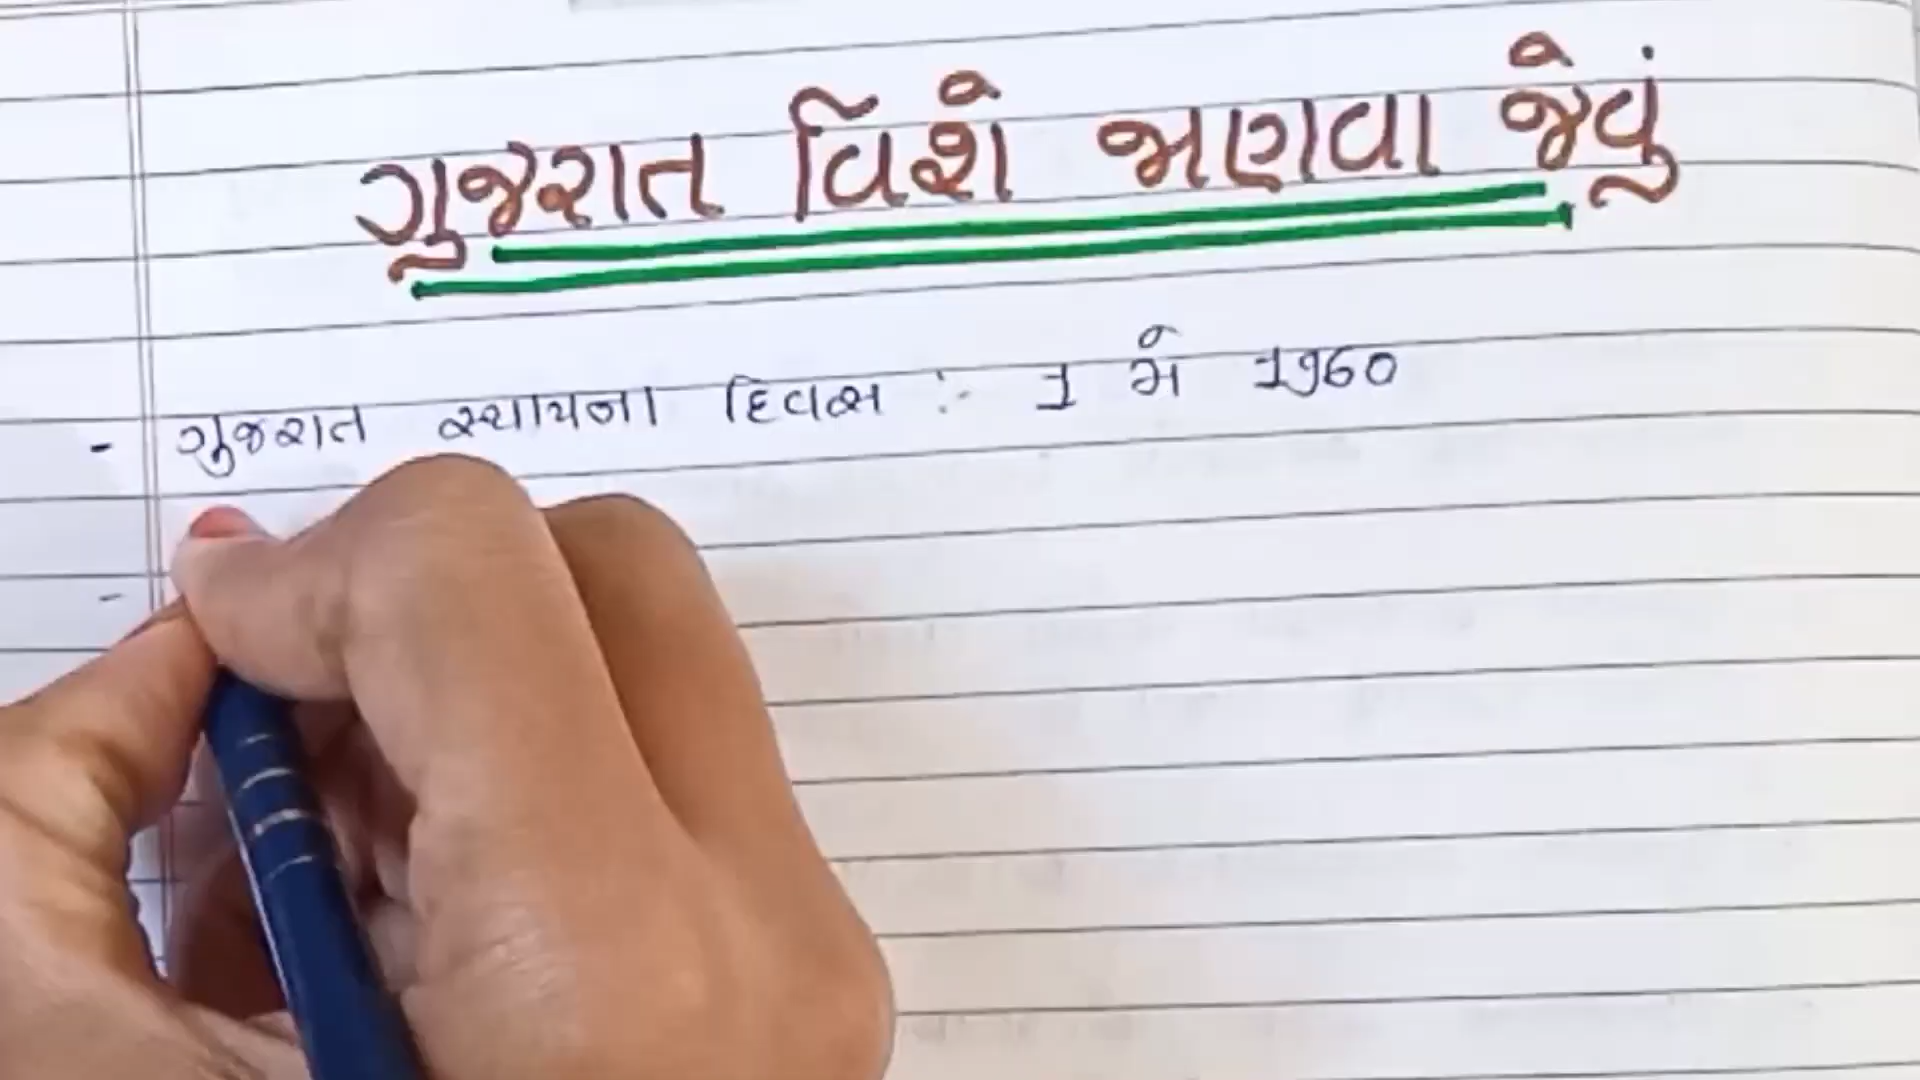 ગુજરાત વિશે જાણવા જેવું
- ગુજરાત સ્થાપના દિવસ :- 1 મે 1960
-